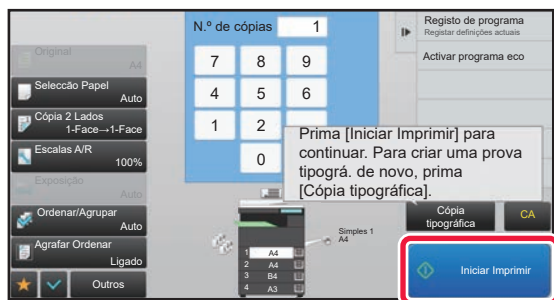 N.º de cópias
1
Original
A4
Selecção Papel
Auto
Cópia 2 Lados
1-Face→1-Face
Escalas A/R
100%
Exposição
Auto
Ordenar/Agrupar
Auto
Agrafar Ordenar
Ligado
Outros
7 8 9
4 5 6
1 2
0
Registo de programa
Registar definições actuais
Activar programa eco
Prima [Iniciar Imprimir] para
continuar. Para criar uma prova
tipográ. de novo, prima
[Cópia tipográfica].
Simples 1
A4
1 A4
2 A4
3 B4
4 A3
Cópia
tipográfica
CA
Iniciar Imprimir